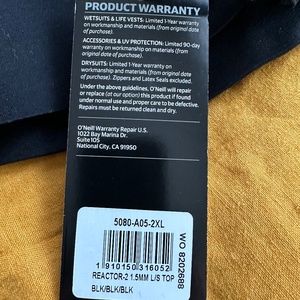 PRODUCT WARRANTY
WETSUITS & LIFE VESTS: Limited 1-Year warranty
on workmanship and materials (from original date
of purchase).
ACCESSORIES & UV PROTECTION: Limited 90-day
warranty on workmanship and materials (from original
date of purchase).
DRYSUITS: Limited 1-Year warranty on workmanship
and materials (from original date of
purchase). Zippers and Latex Seals excluded.
Under the above guidelines, O'Neill will repair
or replace (at our option) this product if found
under normal use and proper care to be defective.
Repairs must be returned clean and dry.
O'Neill Warranty Repair U.S.
1022 Bay Marina Dr.
Suite 105
National City, CA 91950
5080-A05-2XL
1 910150 316052
REACTOR-2 1.5MM L/S TOP
BLK/BLK/BLK
WO 8202688